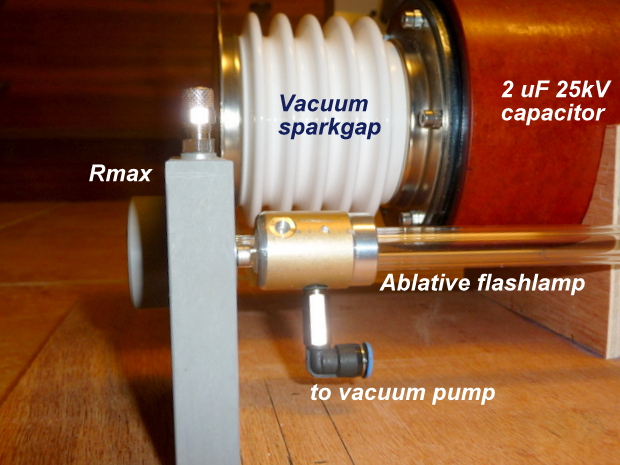 Vacuum
sparkgap
2 uF 25kV
capacitor
Rmax
Ablative flashlamp
to vacuum pump